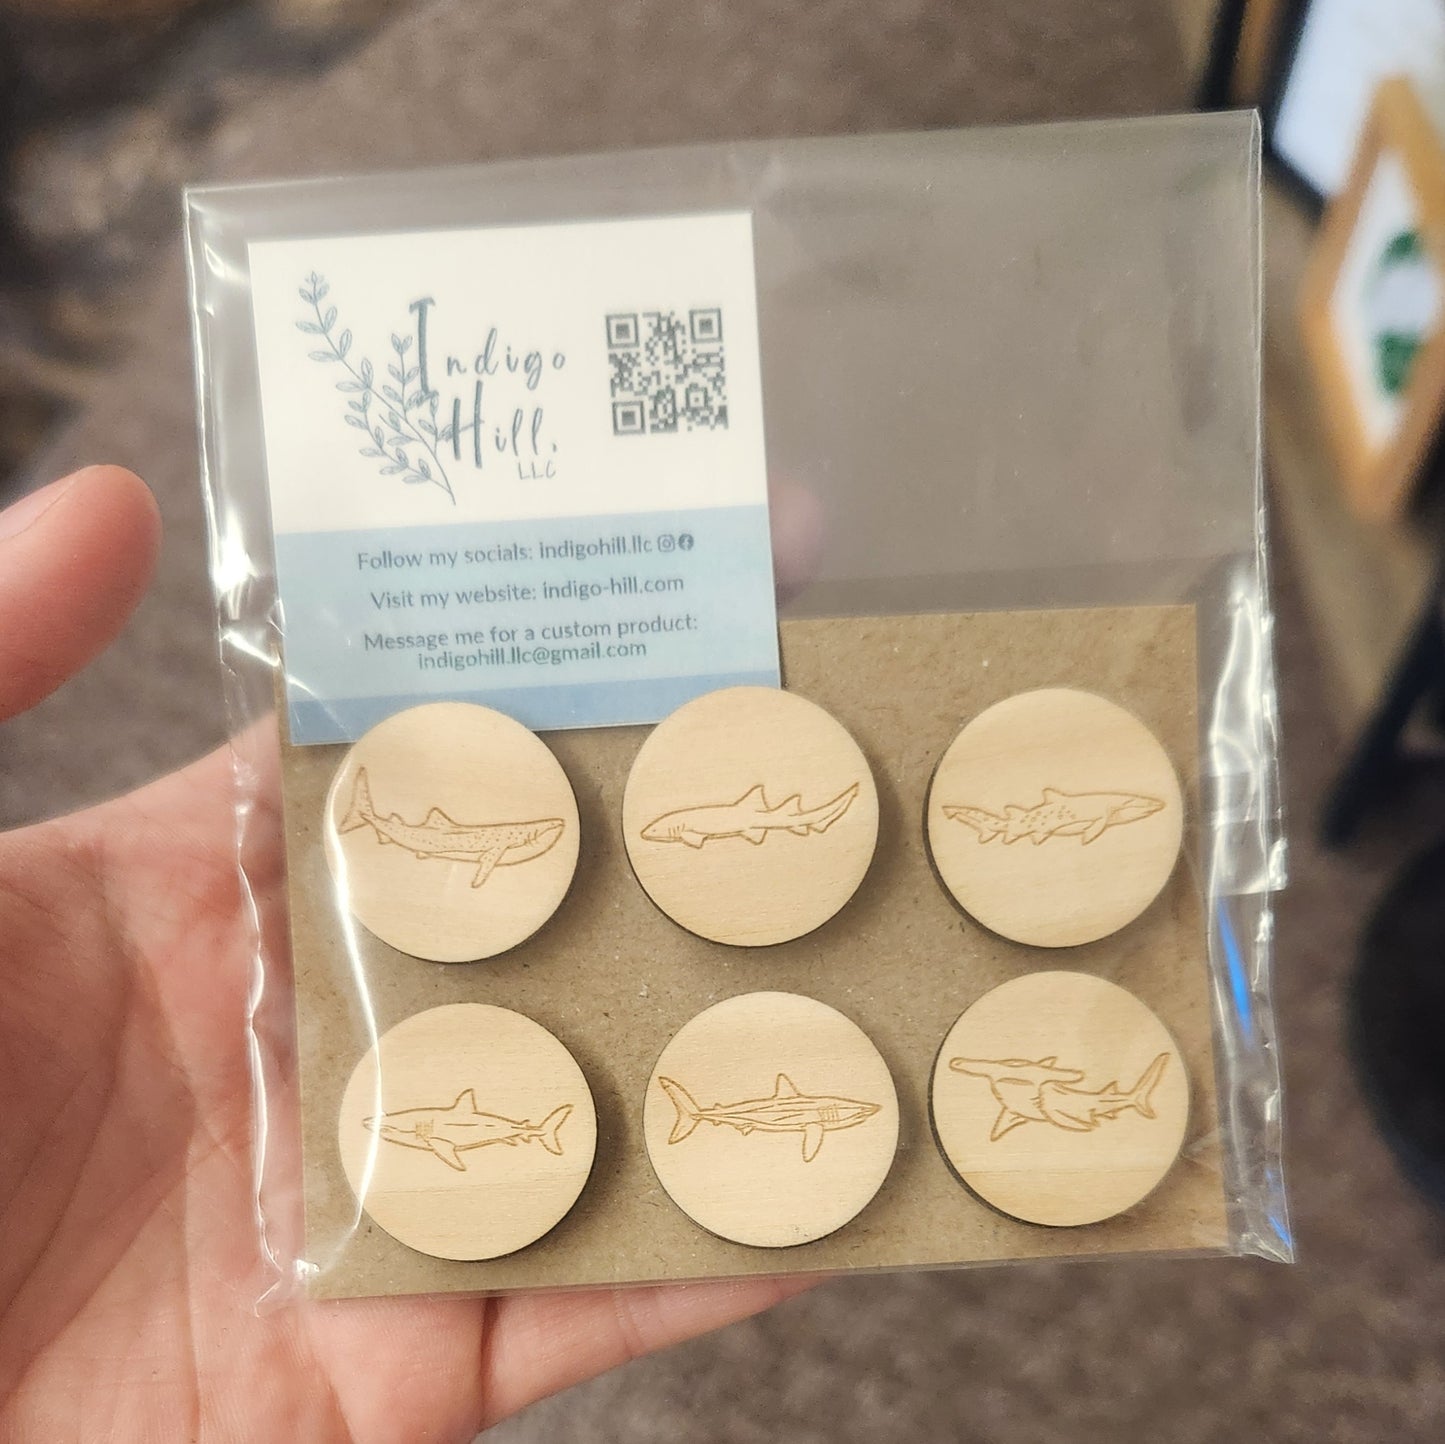 Indigo
Hill.
LLC
Follow my socials: indigohill.llc
Visit my website: indigo-hill.com
Message me for a custom product:
indigohill.llc@gmail.com